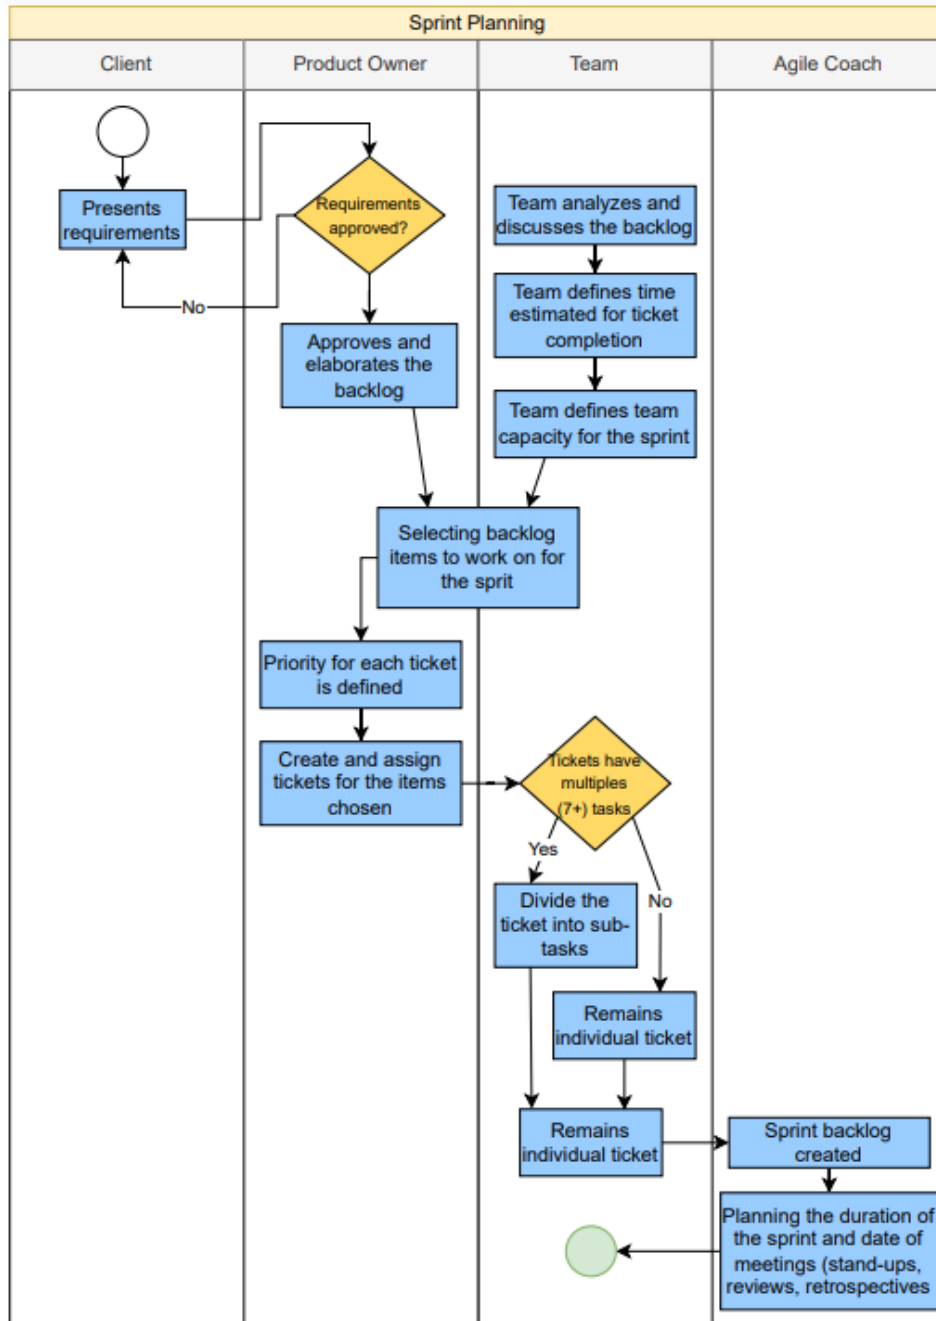 Sprint Planning
Client
Product Owner
Team
Agile Coach
Presents
requirements
Requirements
approved?
No
Approves and
elaborates the
backlog
Team analyzes and
discusses the backlog
Team defines time
estimated for ticket
completion
Team defines team
capacity for the sprint
Selecting backlog
items to work on for
the sprit
Priority for each ticket
is defined
Create and assign
tickets for the items
chosen
Tickets have
multiples
(7+) tasks
Yes
No
Divide the
ticket into sub-
tasks
Remains
individual ticket
Remains
individual ticket
Sprint backlog
created
Planning the duration of
the sprint and date of
meetings (stand-ups,
reviews, retrospectives